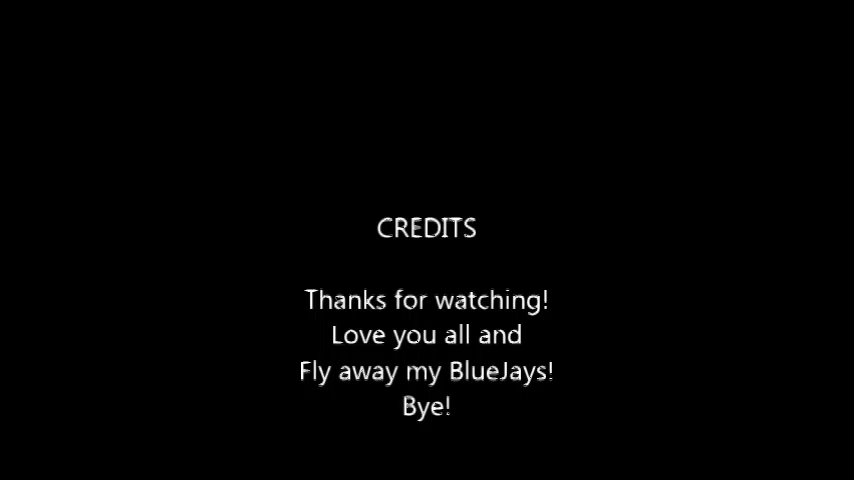 CREDITS
Thanks for watching!
Love you all and
Fly away my BlueJays!
Bye!